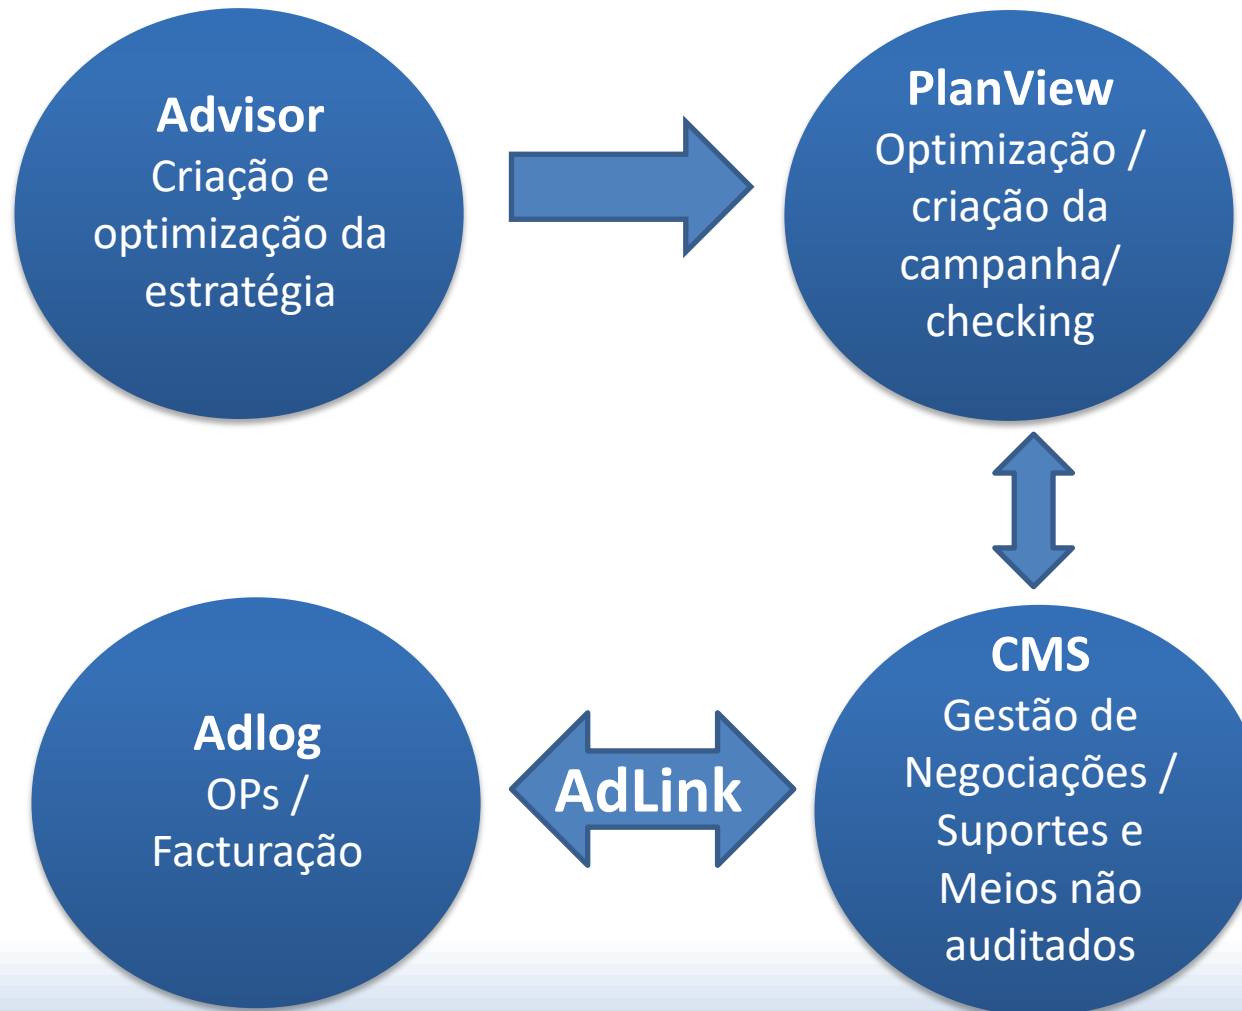 Advisor
Criação e
optimização da
estratégia
PlanView
Optimização /
criação da
campanha/
checking
Adlog
OPs /
Facturação
AdLink
CMS
Gestão de
Negociações /
Suportes e
Meios não
auditados